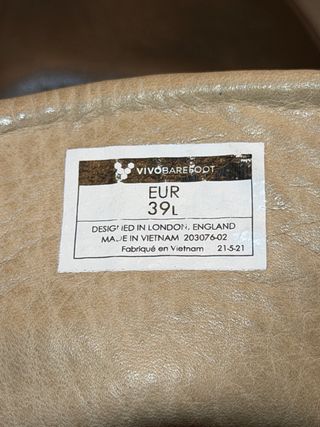 VIVOBAREFOOT
EUR
39L
DESIGNED IN LONDON, ENGLAND
MADE IN VIETNAM 203076-02
Fabriqué en Vietnam 21-5-21